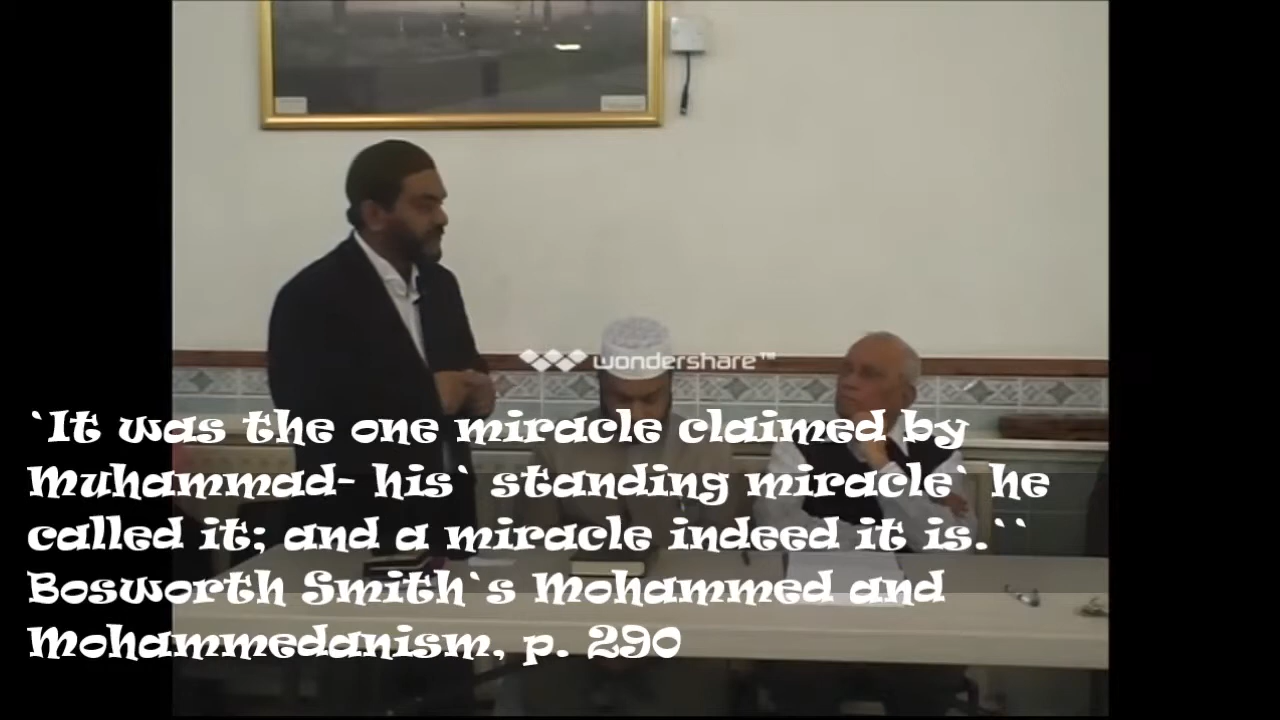 wondershare™
`It was the one miracle claimed by
Muhammad- his` standing miracle` he
called it; and a miracle indeed it is.``
Bosworth Smith`s Mohammed and
Mohammedanism, p. 290